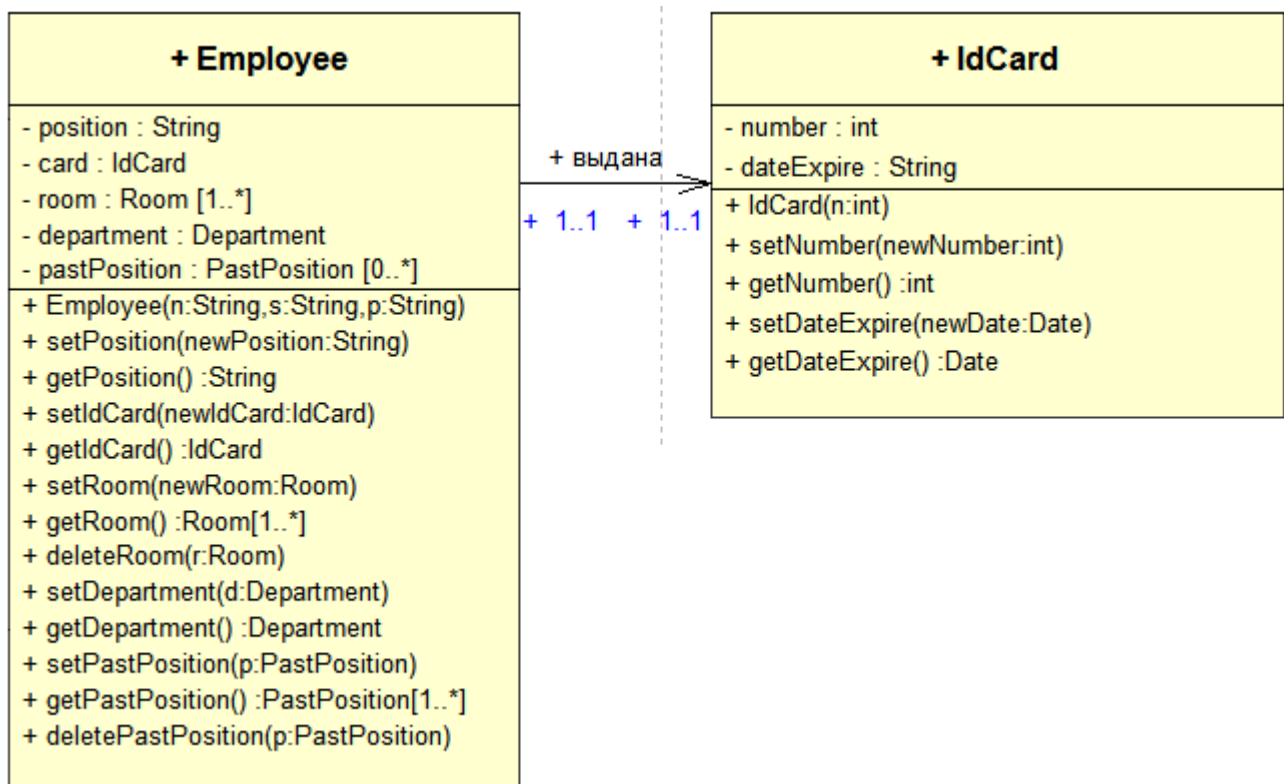 + Employee
- position : String
- card : IdCard
- room : Room [1..*]
- department : Department
- pastPosition : PastPosition [0..*]
+ Employee(n:String,s:String,p:String)
+ setPosition(newPosition:String)
+ getPosition() :String
+ setIdCard(newIdCard:IdCard)
+ getIdCard() :IdCard
+ setRoom(newRoom:Room)
+ getRoom() :Room[1..*]
+ deleteRoom(r:Room)
+ setDepartment(d:Department)
+ getDepartment() :Department
+ setPastPosition(p:PastPosition)
+ getPastPosition() :PastPosition[1..*]
+ deletePastPosition(p:PastPosition)
+ выдана
+ 1..1 + 1..1
+ IdCard
- number : int
- dateExpire : String
+ IdCard(n:int)
+ setNumber(newNumber:int)
+ getNumber() :int
+ setDateExpire(newDate:Date)
+ getDateExpire() :Date